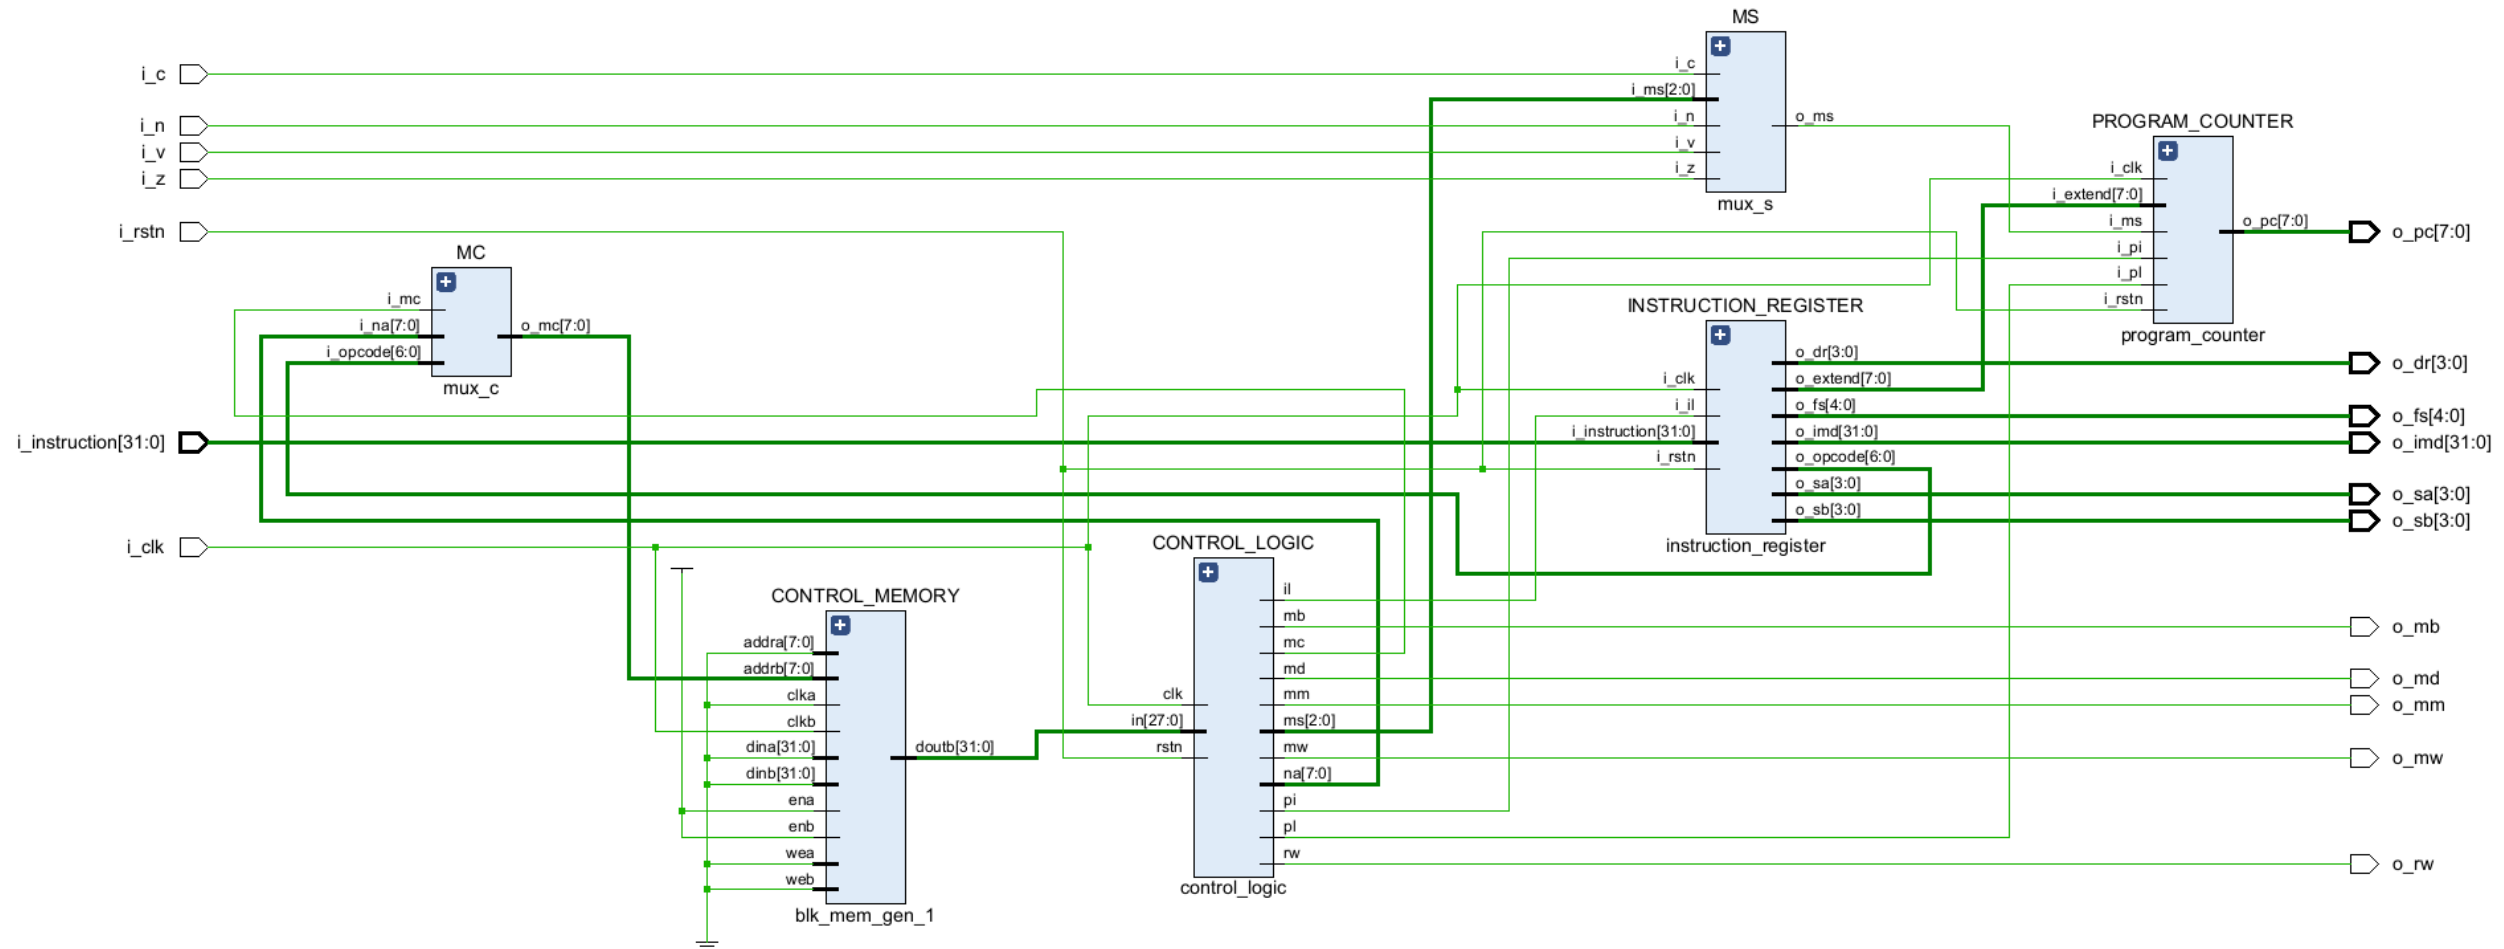 i_c
i_n
i_v
i_z
i_rstn
i_instruction[31:0]
i_clk
MC
i_mc
i_na[7:0]
i_opcode[6:0]
o_mc[7:0]
mux_c
CONTROL_MEMORY
addra[7:0]
addrb[7:0]
clka
clkb
dina[31:0]
dinb[31:0]
ena
enb
wea
web
doutb[31:0]
blk_mem_gen_1
CONTROL_LOGIC
clk
in[27:0]
rstn
il
mb
mc
md
mm
ms[2:0]
mw
na[7:0]
pi
pl
rw
control_logic
MS
i_c
i_ms[2:0]
i_n
i_v
i_z
o_ms
mux_s
INSTRUCTION_REGISTER
i_clk
i_il
i_instruction[31:0]
i_rstn
o_dr[3:0]
o_extend[7:0]
o_fs[4:0]
o_imd[31:0]
o_opcode[6:0]
o_sa[3:0]
o_sb[3:0]
instruction_register
PROGRAM_COUNTER
i_clk
i_extend[7:0]
i_ms
i_pi
i_pl
i_rstn
o_pc[7:0]
program_counter
o_pc[7:0]
o_dr[3:0]
o_fs[4:0]
o_imd[31:0]
o_sa[3:0]
o_sb[3:0]
o_mb
o_md
o_mm
o_mw
o_rw